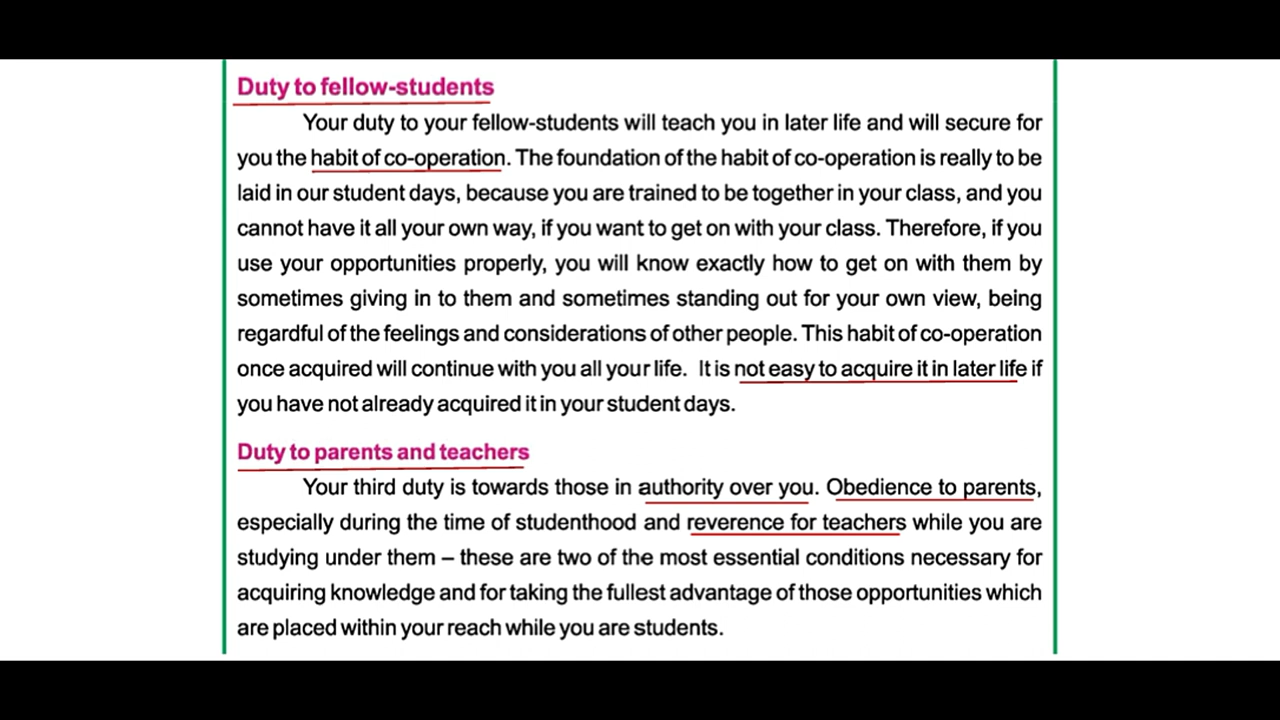 Duty to fellow-students
Your duty to your fellow-students will teach you in later life and will secure for
you the habit of co-operation. The foundation of the habit of co-operation is really to be
laid in our student days, because you are trained to be together in your class, and you
cannot have it all your own way, if you want to get on with your class. Therefore, if you
use your opportunities properly, you will know exactly how to get on with them by
sometimes giving in to them and sometimes standing out for your own view, being
regardful of the feelings and considerations of other people. This habit of co-operation
once acquired will continue with you all your life. It is not easy to acquire it in later life if
you have not already acquired it in your student days.
Duty to parents and teachers
Your third duty is towards those in authority over you. Obedience to parents,
especially during the time of studenthood and reverence for teachers while you are
studying under them – these are two of the most essential conditions necessary for
acquiring knowledge and for taking the fullest advantage of those opportunities which
are placed within your reach while you are students.